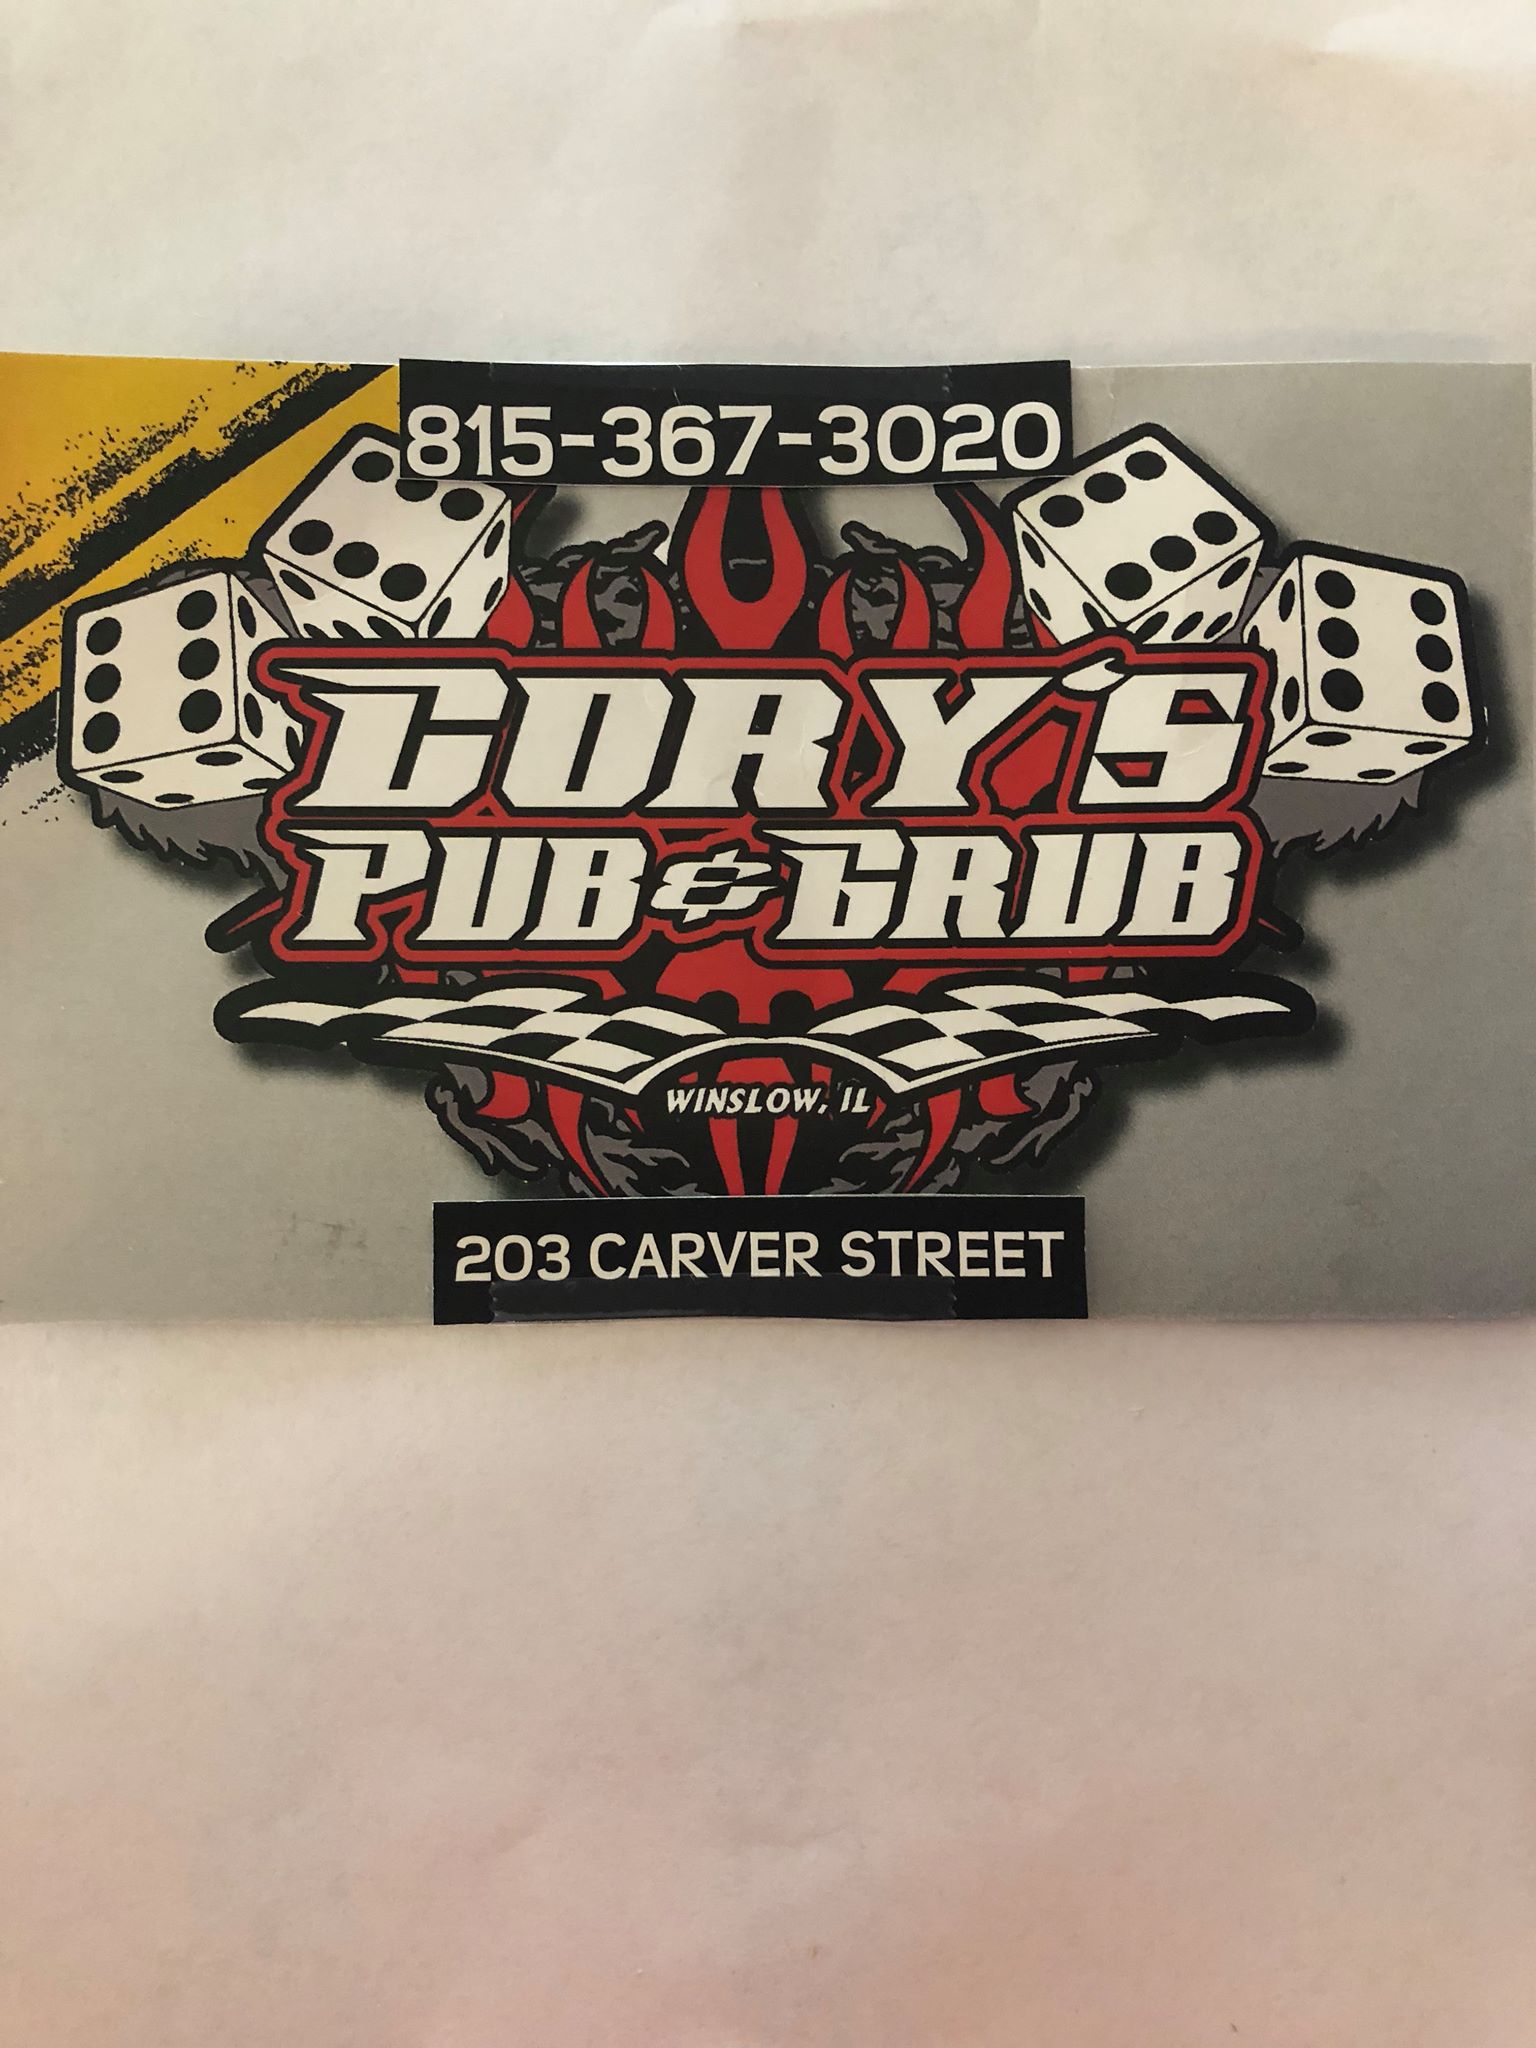 815-367-3020
CORY'S
PUB & GRUB
WINSLOW, IL
203 CARVER STREET